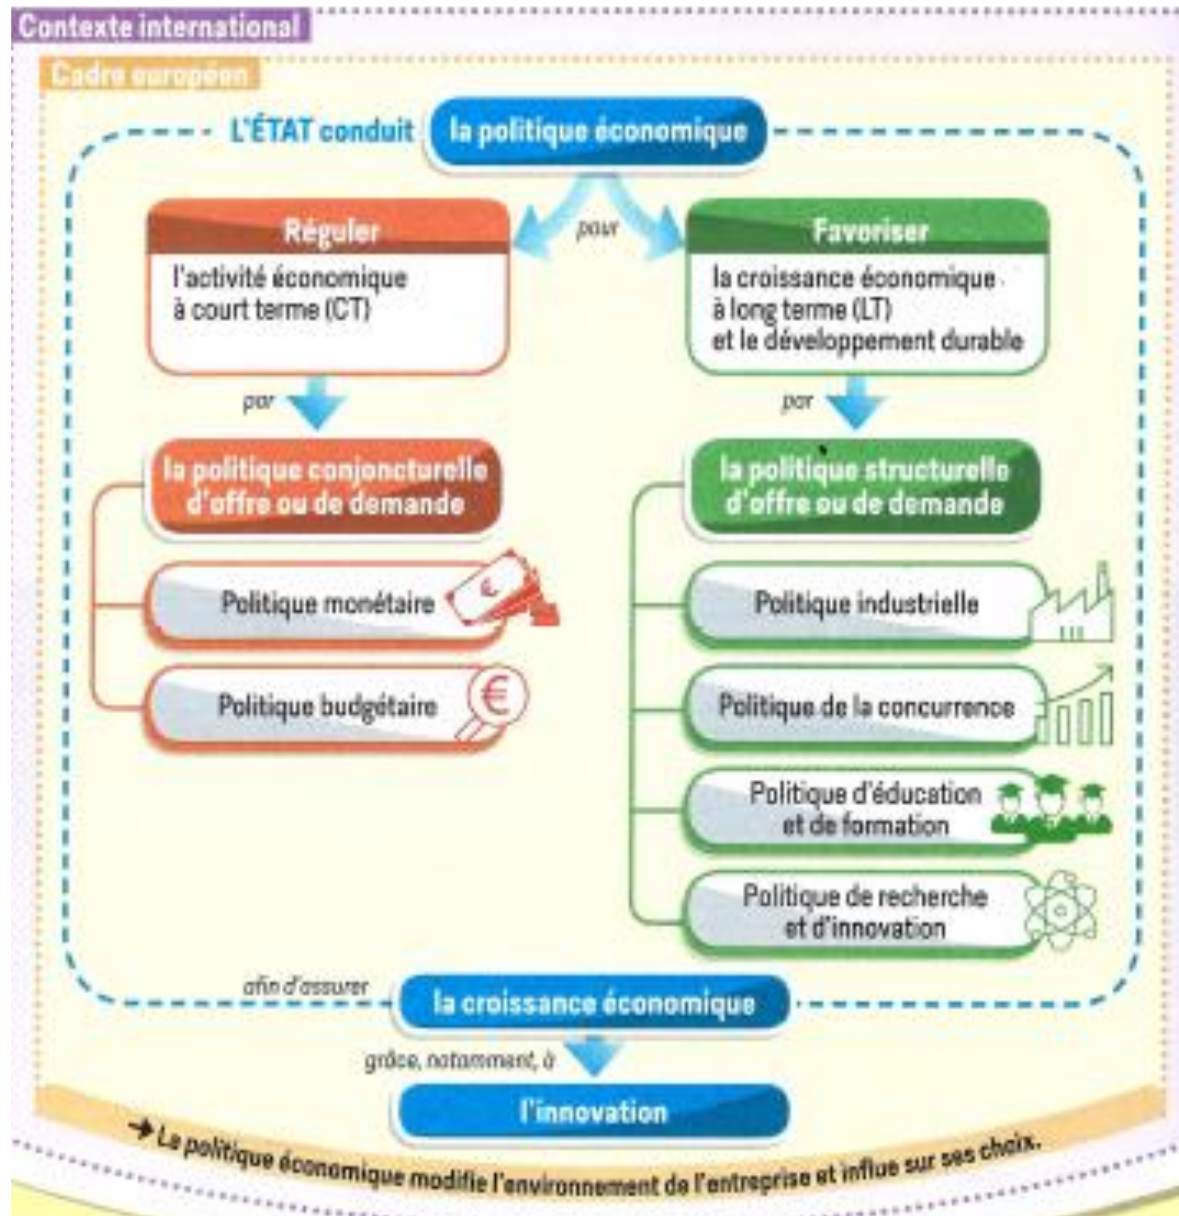 Contexte international
Cadre européen
L'ÉTAT conduit
la politique économique
pour
Réguler
l'activité économique
à court terme (CT)
Favoriser
la croissance économique
à long terme (LT)
et le développement durable
par
par
la politique conjoncturelle
d'offre ou de demande
Politique monétaire
€
Politique budgétaire
€
la politique structurelle
d'offre ou de demande
Politique industrielle
Politique de la concurrence
Politique d'éducation
et de formation
Politique de recherche
et d'innovation
afin d'assurer
la croissance économique
grâce, notamment, à
l'innovation
→ La politique économique modifie l'environnement de l'entreprise et influe sur ses choix.